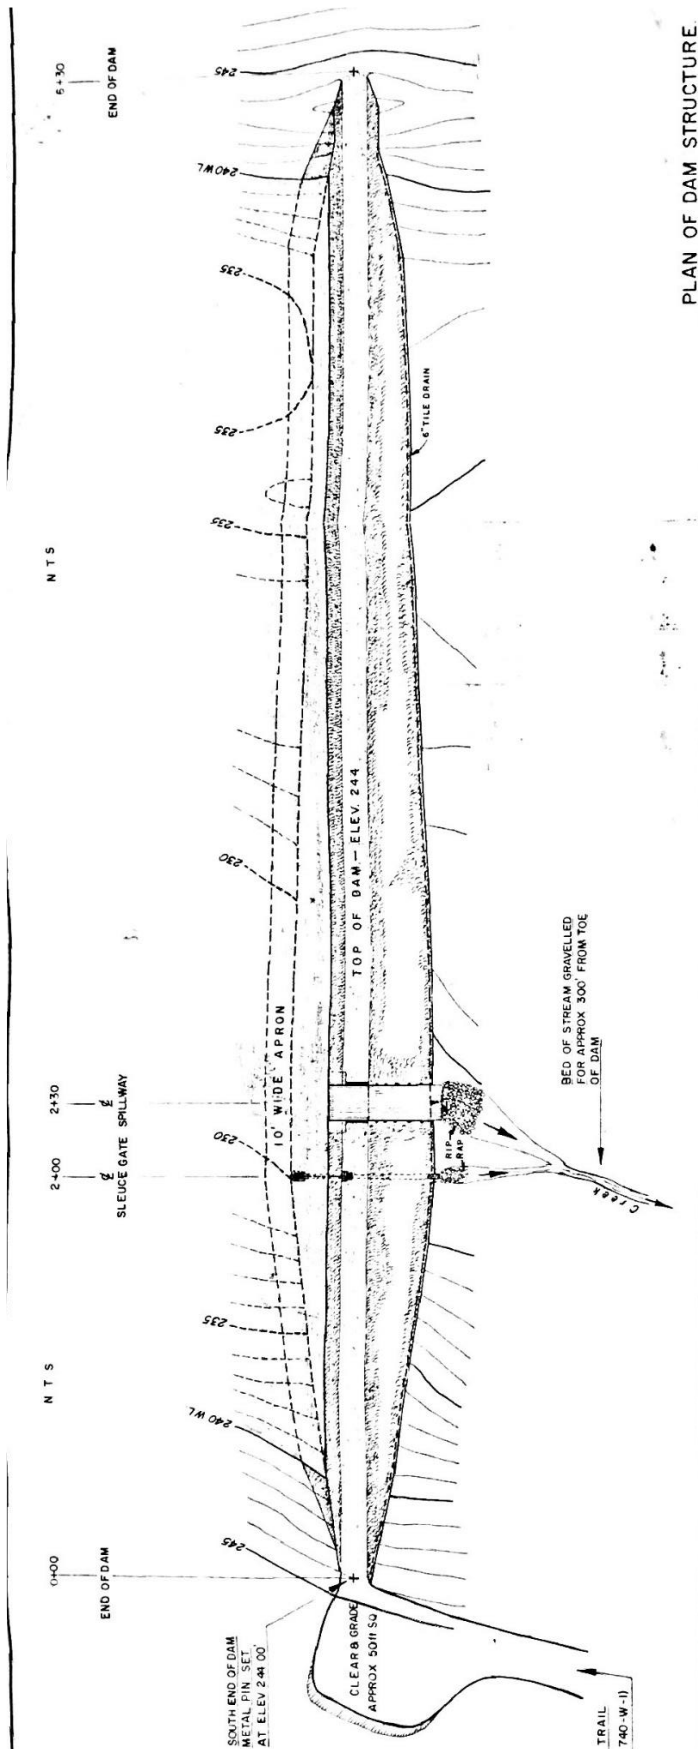 N T S
N T S
0+00
2+00
2+30
6+30
END OF DAM
℄
℄
END OF DAM
SLEUCE GATE SPILLWAY
245
240 WL
235
230
230
235
235
235
240 WL
245
SOUTH END OF DAM
METAL PIN SET
AT ELEV 244 00'
10' WIDE APRON
CLEAR & GRADE
APPROX 50ft SQ
TOP OF DAM — ELEV. 244
6" TILE DRAIN
RIP
RAP
Creek
BED OF STREAM GRAVELLED
FOR APPROX 300' FROM TOE
OF DAM
TRAIL
740-W-1)
PLAN OF DAM STRUCTURE.